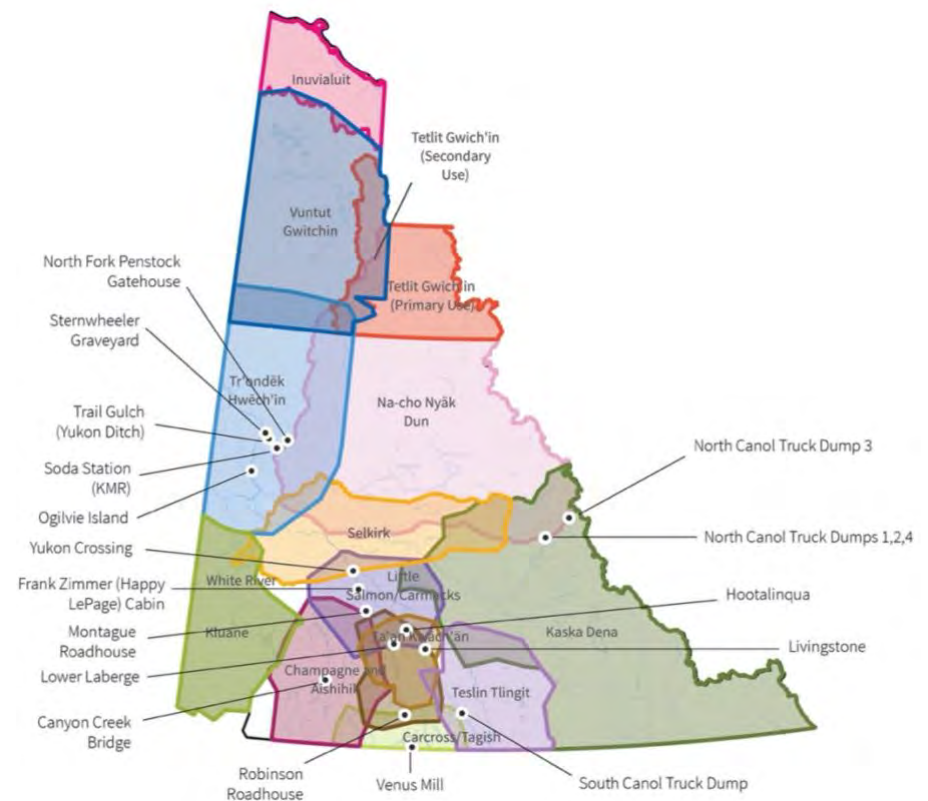 Inuvialuit
Tetlit Gwich'in
(Secondary
Use)
Vuntut
Gwitchin
North Fork Penstock
Gatehouse
Tetlit Gwich'in
(Primary Use)
Sternwheeler
Graveyard
Tr'ondëk
Hwëch'in
Na-cho Nyäk
Dun
Trail Gulch
(Yukon Ditch)
North Canol Truck Dump 3
Soda Station
(KMR)
Ogilvie Island
Selkirk
North Canol Truck Dumps 1,2,4
Yukon Crossing
White River
Little
Salmon/Carmacks
Frank Zimmer (Happy
LePage) Cabin
Hootalinqua
Kluane
Montague
Roadhouse
Ta'an Kwäch'än
Kaska Dena
Livingstone
Lower Laberge
Champagne and
Aishihik
Teslin Tlingit
Canyon Creek
Bridge
Carcross/Tagish
Robinson
Roadhouse
Venus Mill
South Canol Truck Dump